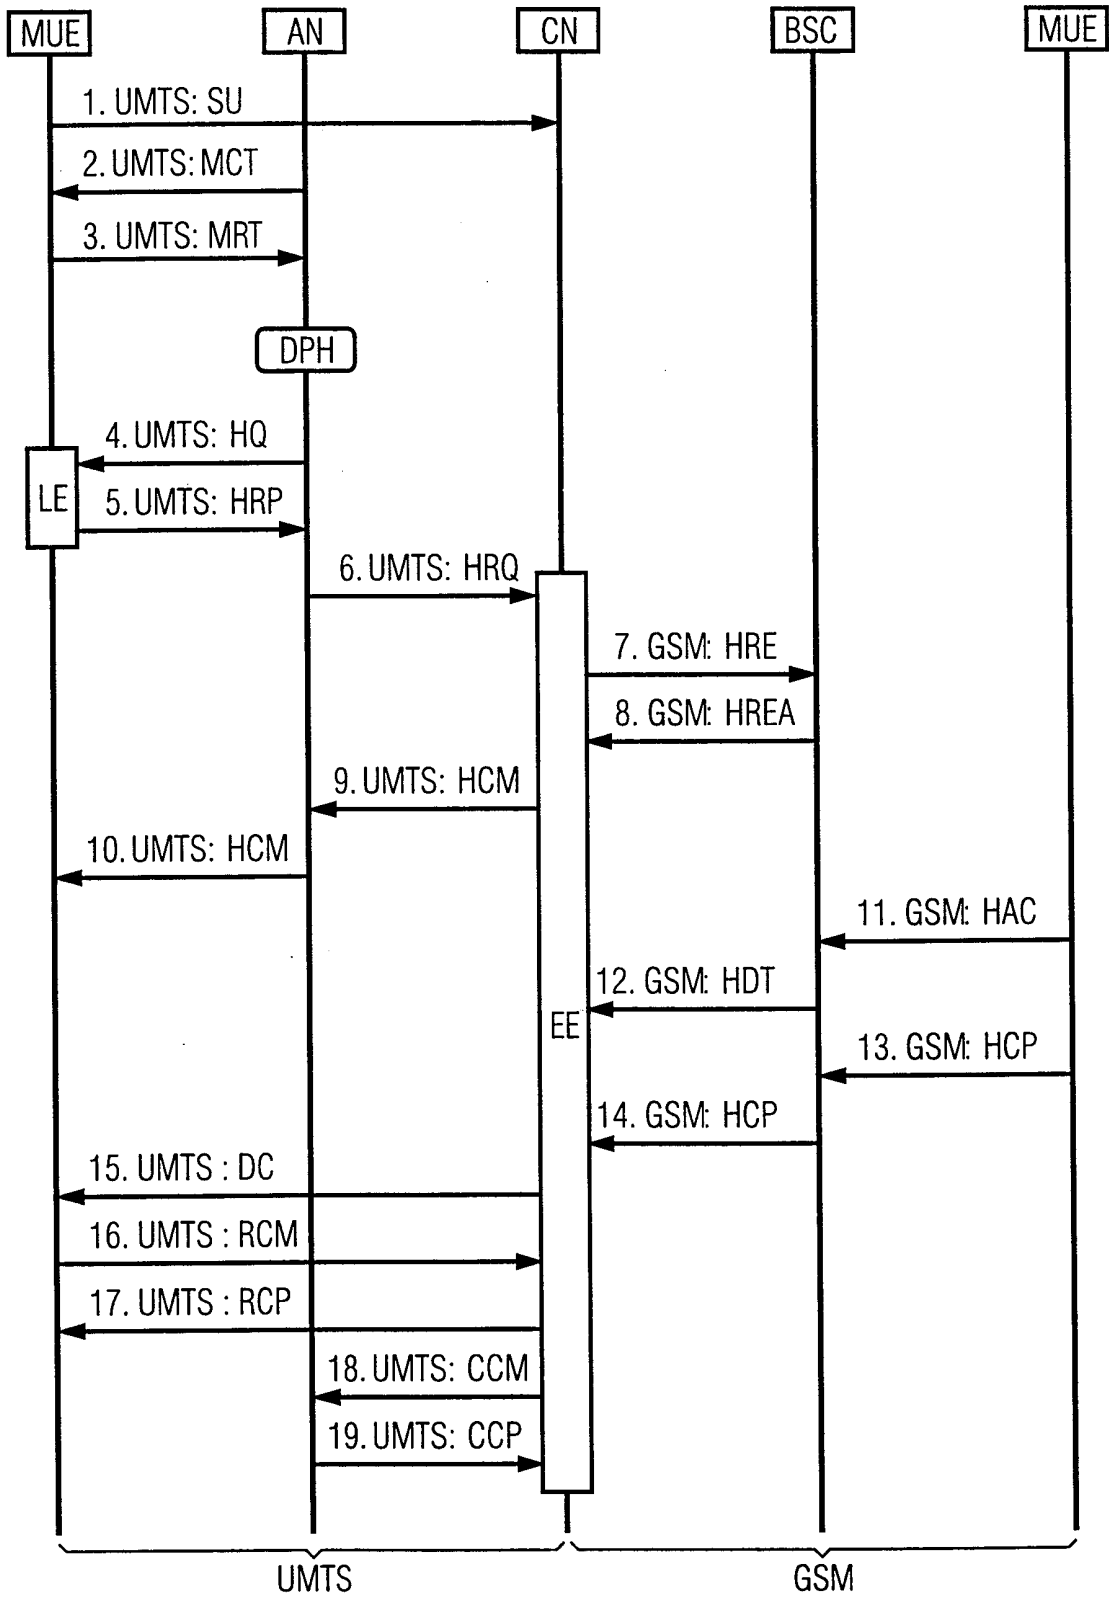 MUE AN CN BSC MUE
1. UMTS: SU
2. UMTS: MCT
3. UMTS: MRT
DPH
4. UMTS: HQ
LE
5. UMTS: HRP
6. UMTS: HRQ
7. GSM: HRE
8. GSM: HREA
9. UMTS: HCM
10. UMTS: HCM
11. GSM: HAC
12. GSM: HDT
EE
13. GSM: HCP
14. GSM: HCP
15. UMTS : DC
16. UMTS : RCM
17. UMTS : RCP
18. UMTS: CCM
19. UMTS: CCP
UMTS GSM